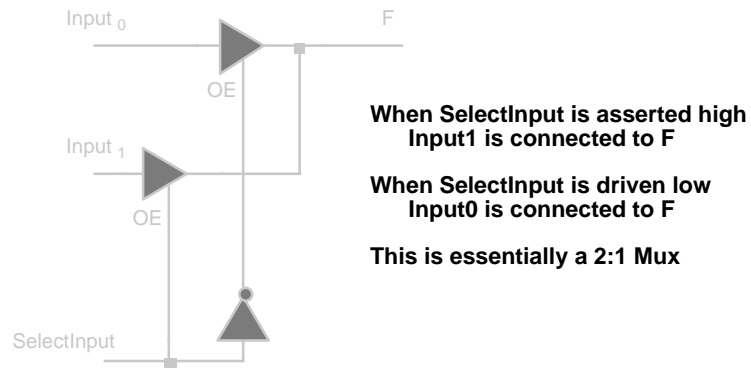 Input 0
F
OE
Input 1
OE
SelectInput
When SelectInput is asserted high
Input1 is connected to F
When SelectInput is driven low
Input0 is connected to F
This is essentially a 2:1 Mux